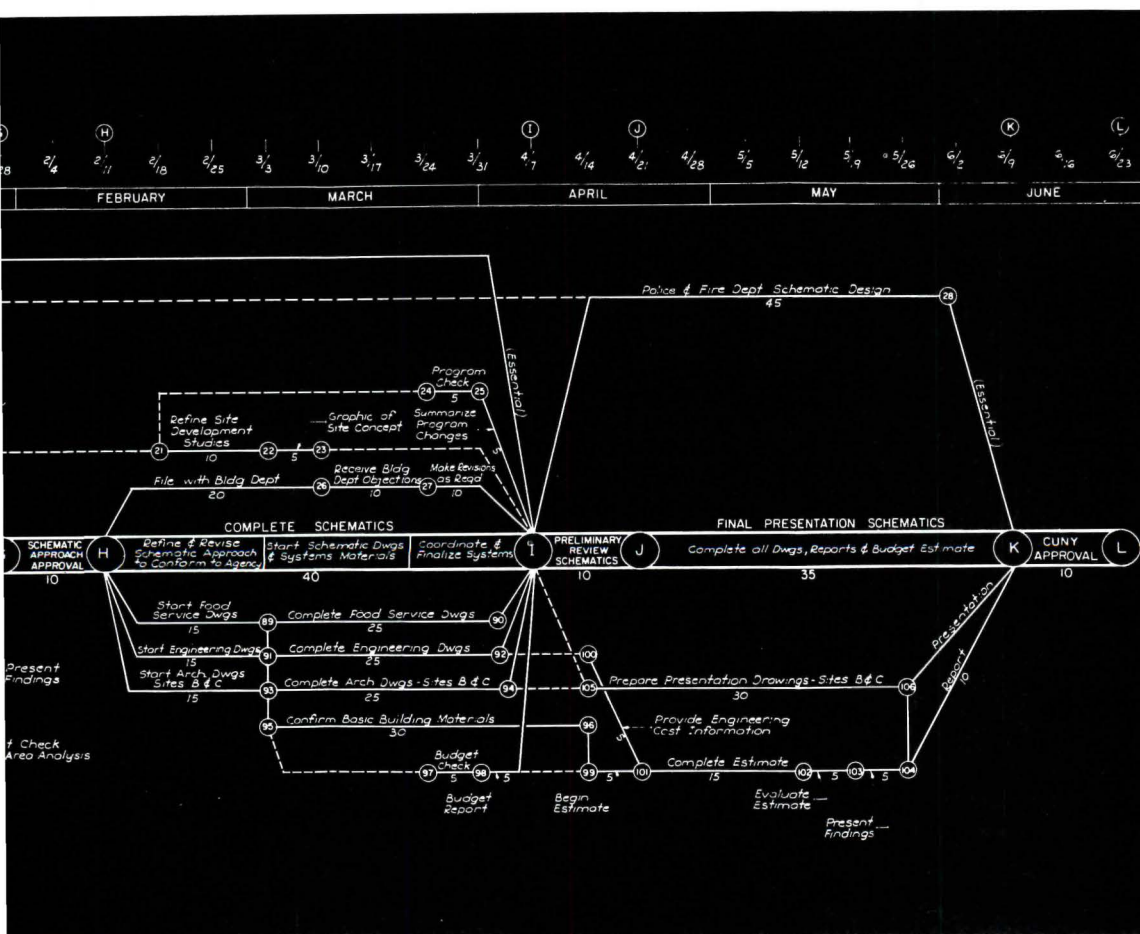 H
I
J
K
L
28
2/4
2/11
2/18
2/25
3/3
3/10
3/17
3/24
3/31
4/7
4/14
4/21
4/28
5/5
5/12
5/19
5/26
6/2
6/9
6/16
6/23
FEBRUARY
MARCH
APRIL
MAY
JUNE
Police & Fire Dept Schematic Design
45
28
(Essential)
(Essential)
Program
Check
24
5
25
Refine Site
Development
Studies
21
10
22
5
23
Graphic of
Site Concept
Summarize
Program
Changes
5
File with Bldg Dept
20
26
Receive Bldg
Dept Objections
10
27
Make Revisions
as Reqd
10
COMPLETE SCHEMATICS
FINAL PRESENTATION SCHEMATICS
SCHEMATIC
APPROACH
APPROVAL
10
H
Refine & Revise
Schematic Approach
to Conform to Agency
Start Schematic Dwgs
& Systems Materials
Coordinate &
Finalize Systems
40
I
PRELIMINARY
REVIEW
SCHEMATICS
10
J
Complete all Dwgs, Reports & Budget Estimate
35
K
CUNY
APPROVAL
10
L
Start Food
Service Dwgs
15
89
Complete Food Service Dwgs
25
90
Start Engineering Dwgs
15
91
Complete Engineering Dwgs
25
92
100
Present
Findings
Start Arch Dwgs
Sites B & C
15
93
Complete Arch Dwgs - Sites B & C
25
94
105
Prepare Presentation Drawings - Sites B & C
30
106
Presentation
Report
10
95
Confirm Basic Building Materials
30
96
Provide Engineering
Cost Information
5
t Check
Area Analysis
97
Budget
Check
5
98
5
Budget
Report
99
5
Begin
Estimate
101
Complete Estimate
15
102
5
103
5
104
Evaluate
Estimate
Present
Findings